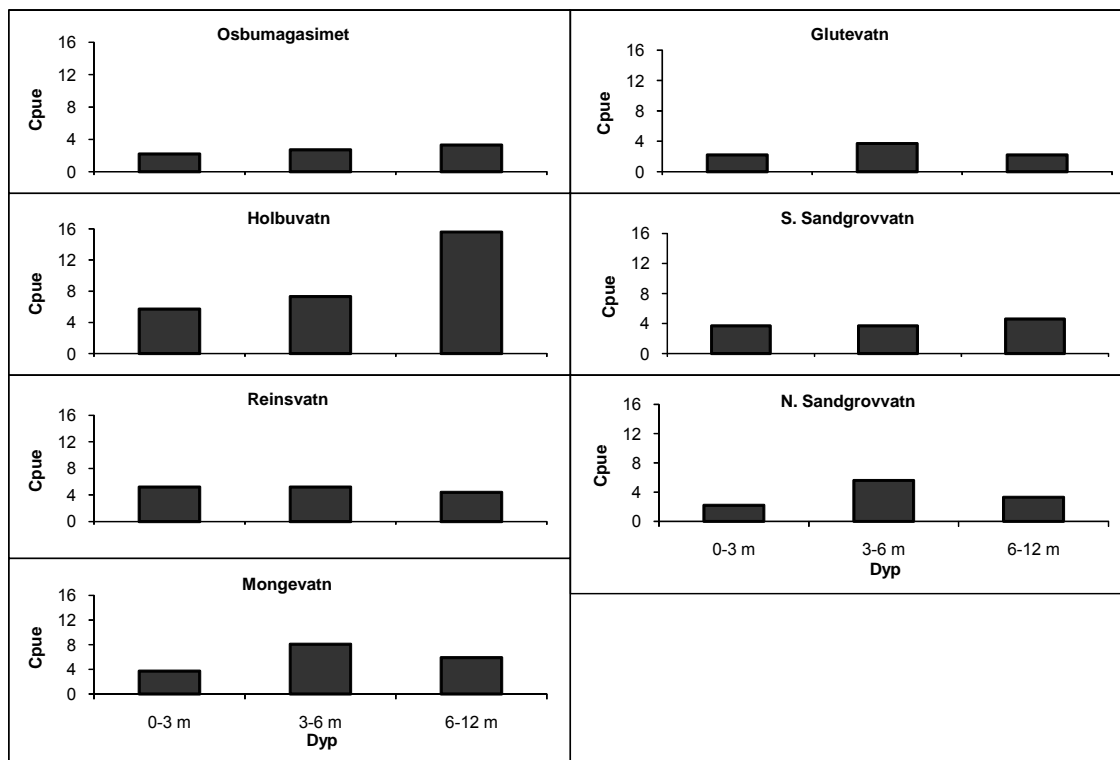 Osbumagasimet
Cpue
16
12
8
4
0
Holbuvatn
Cpue
16
12
8
4
0
Reinsvatn
Cpue
16
12
8
4
0
Mongevatn
Cpue
16
12
8
4
0
0-3 m 3-6 m 6-12 m
Dyp
Glutevatn
Cpue
16
12
8
4
0
S. Sandgrovvatn
Cpue
16
12
8
4
0
N. Sandgrovvatn
Cpue
16
12
8
4
0
0-3 m 3-6 m 6-12 m
Dyp